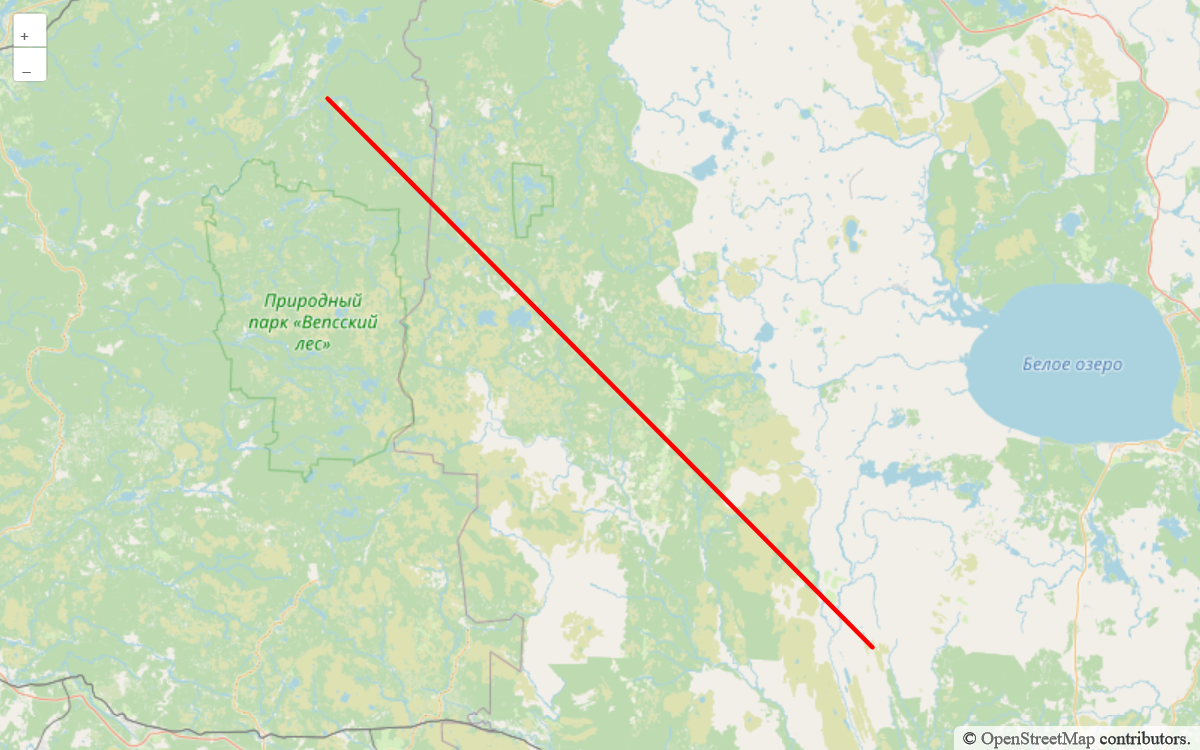 +
−
Природный
парк «Вепсский
лес»
Белое озеро
© OpenStreetMap contributors.